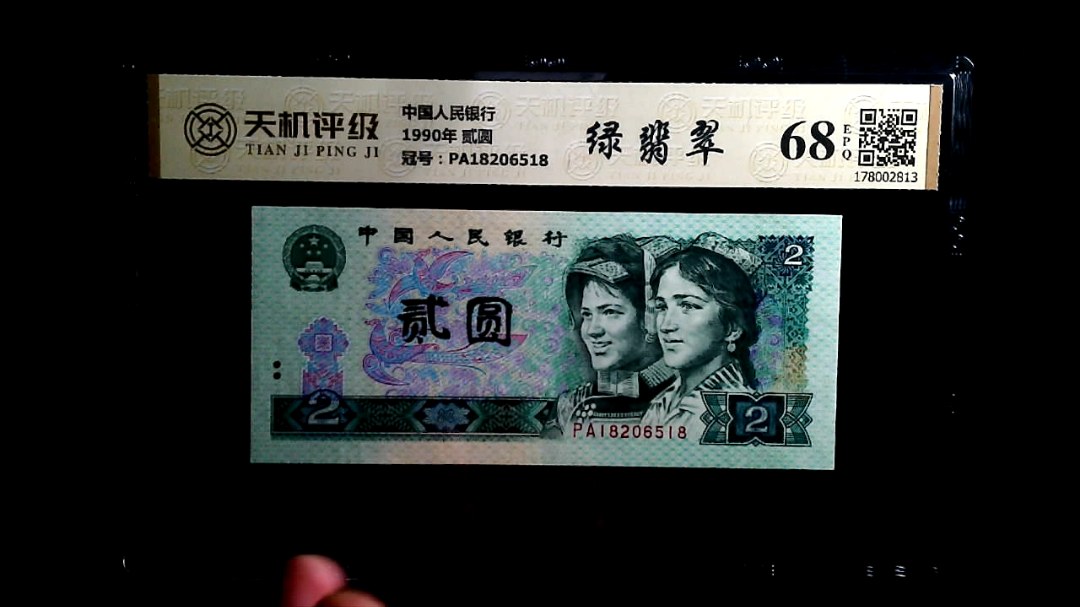 天机评级
TIAN JI PING JI
中国人民银行
1990年 贰圆
冠号：PA18206518
绿翡翠
68
EPQ
178002813
中国人民银行
2
贰圆
2
PA18206518
2